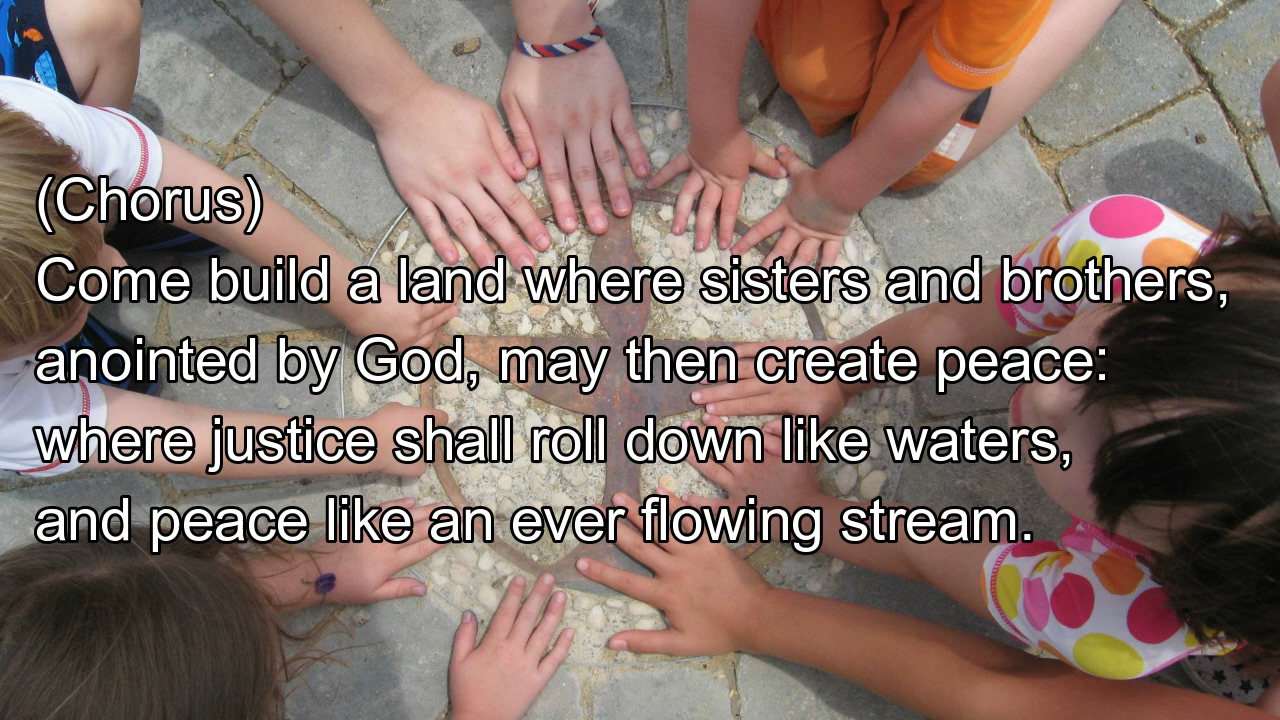 (Chorus)
Come build a land where sisters and brothers,
anointed by God, may then create peace:
where justice shall roll down like waters,
and peace like an ever flowing stream.